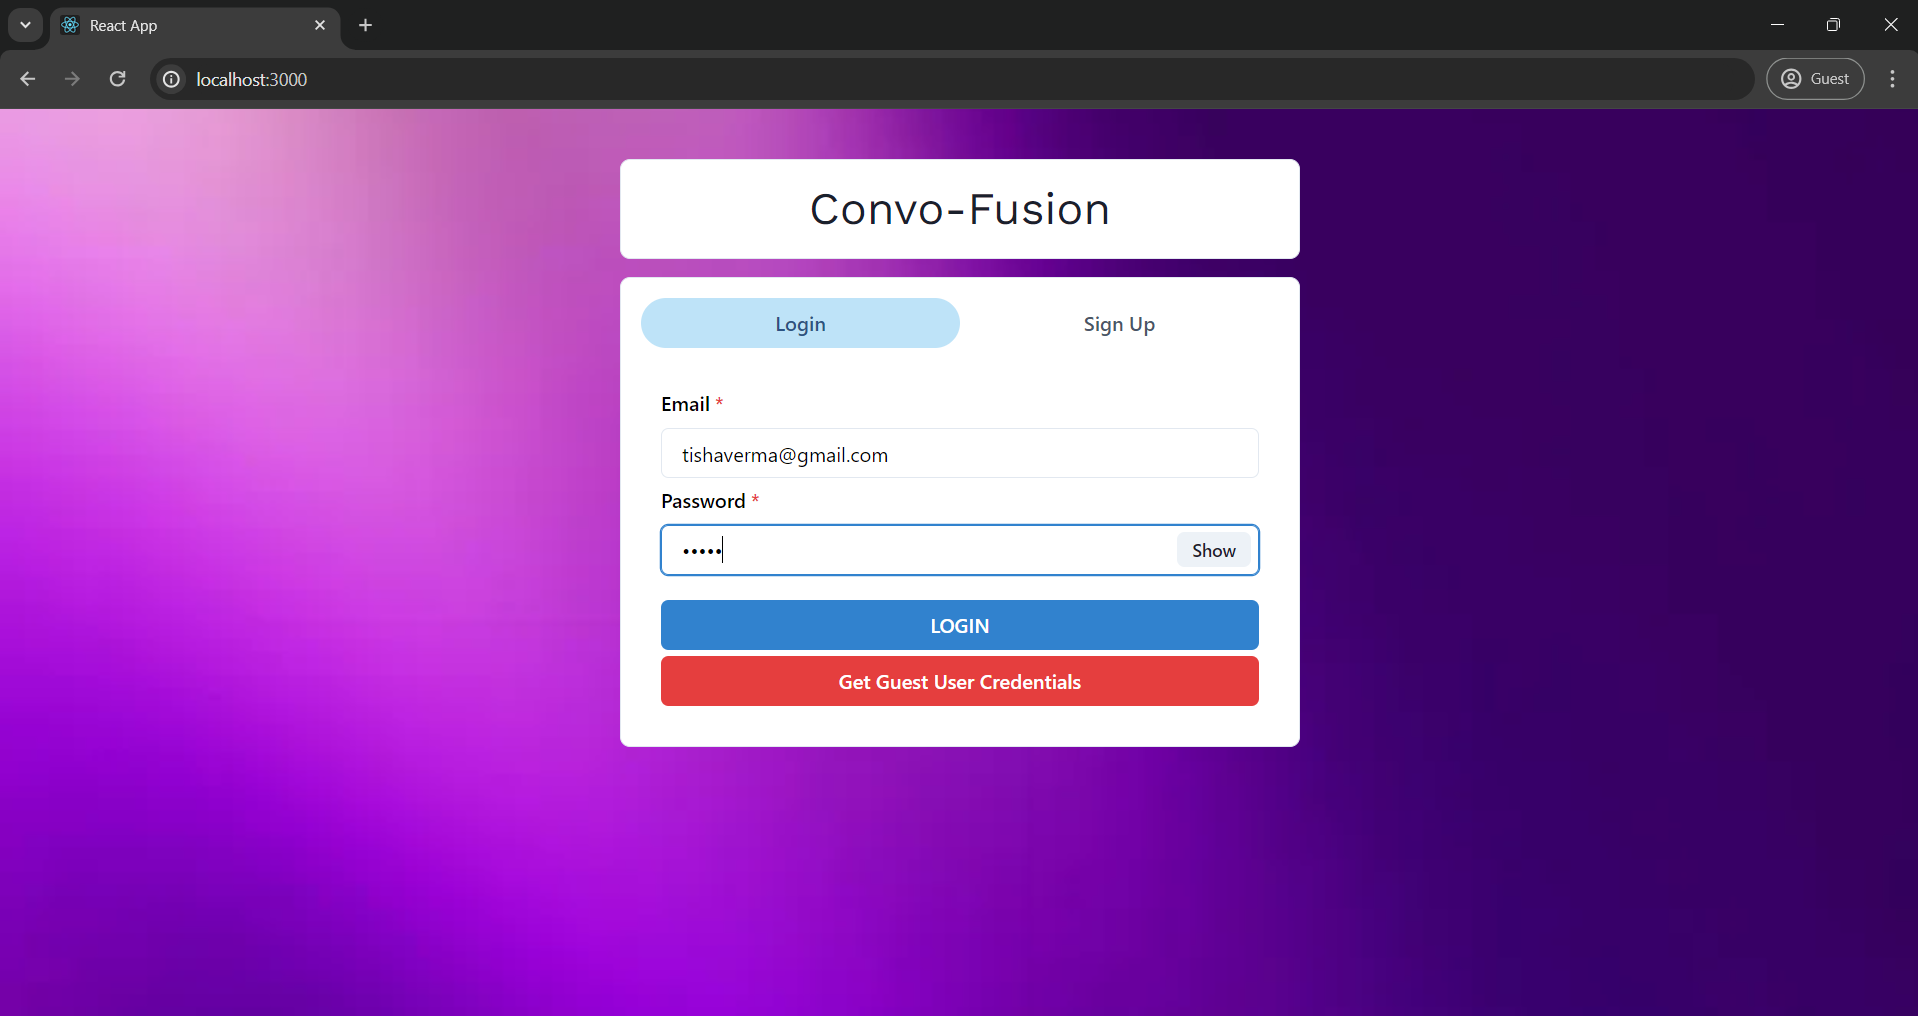 React App
localhost:3000
Guest
Convo-Fusion
Login
Sign Up
Email *
tishaverma@gmail.com
Password *
•••••
Show
LOGIN
Get Guest User Credentials